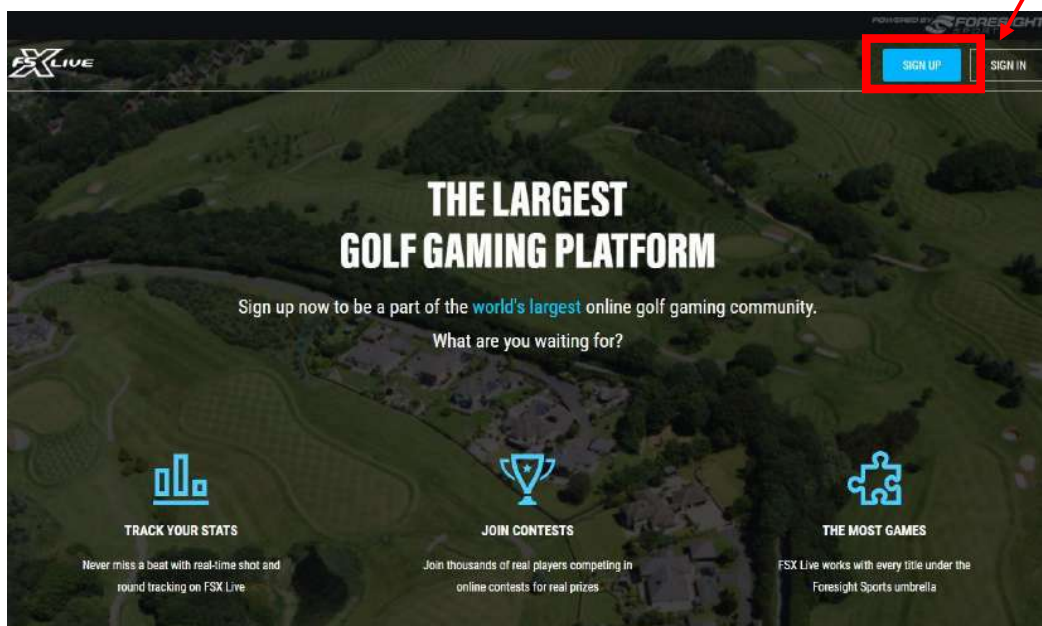 POWERED BY FORESIGHT
SPORTS
FSXLIVE
SIGN UP
SIGN IN
THE LARGEST
GOLF GAMING PLATFORM
Sign up now to be a part of the world's largest online golf gaming community.
What are you waiting for?
TRACK YOUR STATS
Never miss a beat with real-time shot and
round tracking on FSX Live
JOIN CONTESTS
Join thousands of real players competing in
online contests for real prizes
THE MOST GAMES
FSX Live works with every title under the
Foresight Sports umbrella